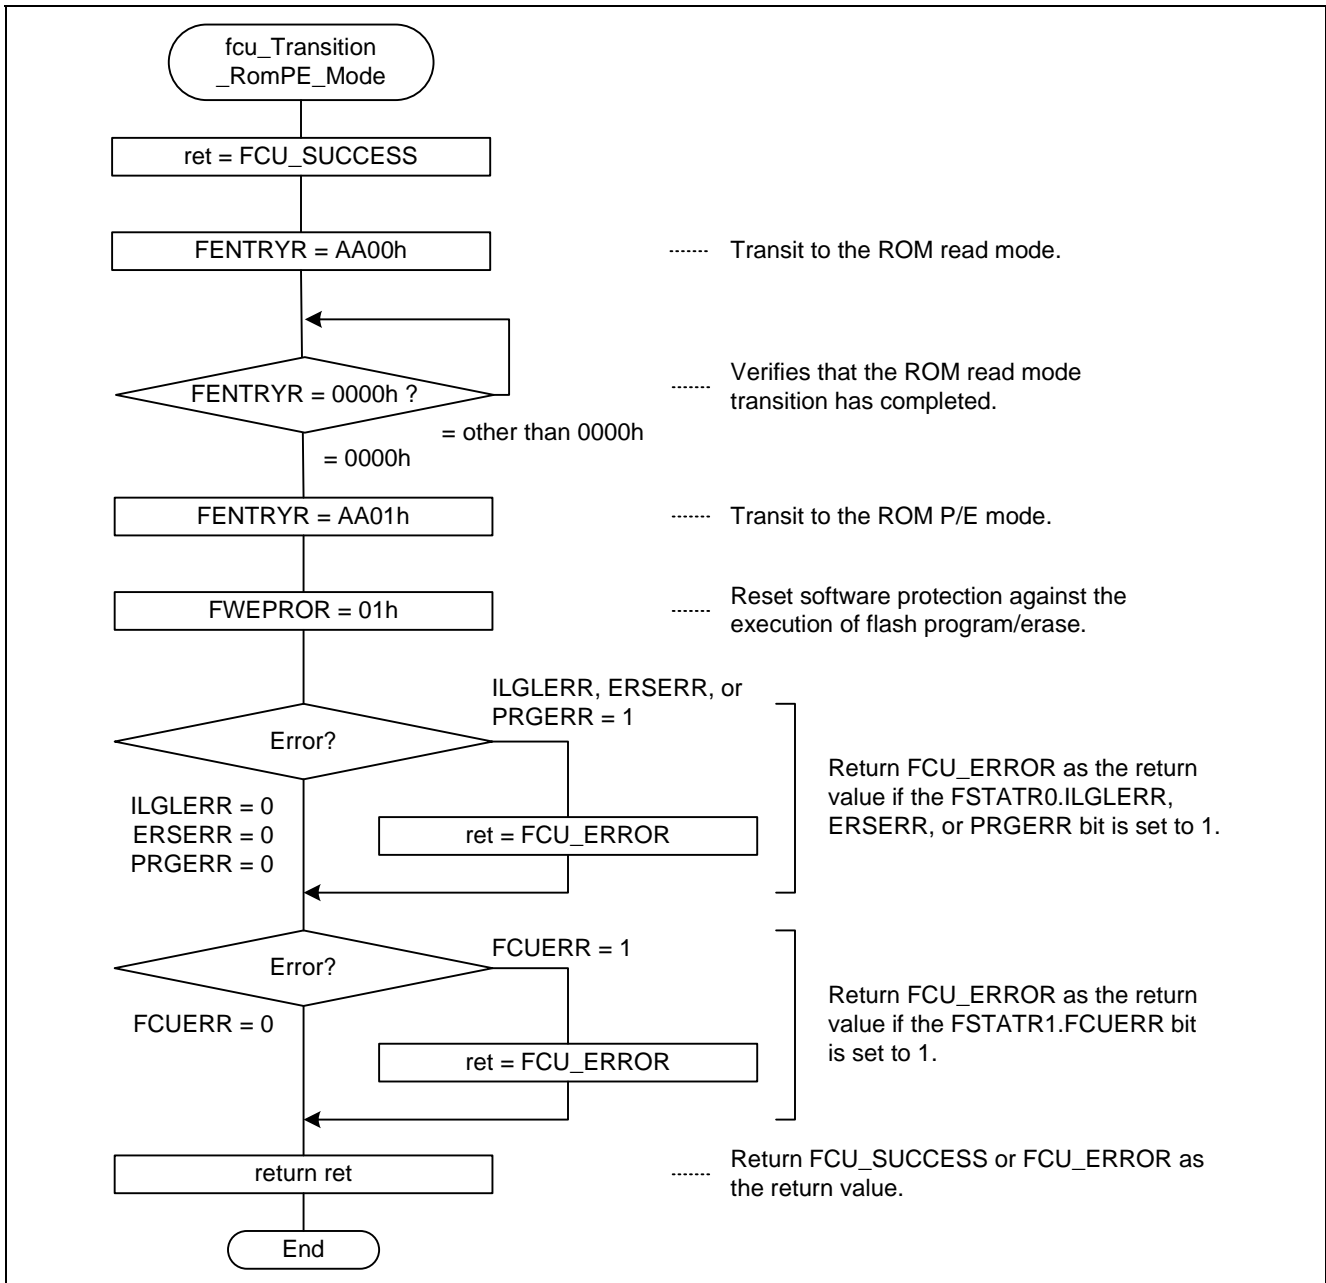 fcu_Transition
_RomPE_Mode
ret = FCU_SUCCESS
FENTRYR = AA00h
Transit to the ROM read mode.
FENTRYR = 0000h ?
Verifies that the ROM read mode
transition has completed.
= other than 0000h
= 0000h
FENTRYR = AA01h
Transit to the ROM P/E mode.
FWEPROR = 01h
Reset software protection against the
execution of flash program/erase.
ILGLERR, ERSERR, or
PRGERR = 1
Error?
ILGLERR = 0
ERSERR = 0
PRGERR = 0
ret = FCU_ERROR
Return FCU_ERROR as the return
value if the FSTATR0.ILGLERR,
ERSERR, or PRGERR bit is set to 1.
FCUERR = 1
Error?
FCUERR = 0
ret = FCU_ERROR
Return FCU_ERROR as the return
value if the FSTATR1.FCUERR bit
is set to 1.
return ret
Return FCU_SUCCESS or FCU_ERROR as
the return value.
End